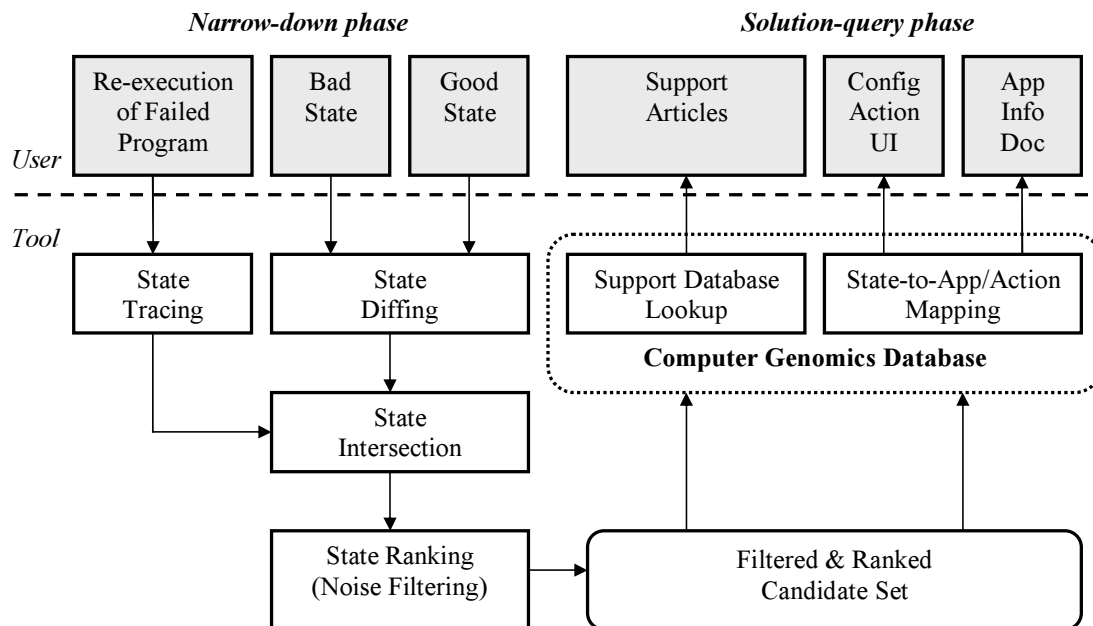 Narrow-down phase
Solution-query phase
Re-execution
of Failed
Program
Bad
State
Good
State
Support
Articles
Config
Action
UI
App
Info
Doc
User
Tool
State
Tracing
State
Diffing
Support Database
Lookup
State-to-App/Action
Mapping
Computer Genomics Database
State
Intersection
State Ranking
(Noise Filtering)
Filtered & Ranked
Candidate Set